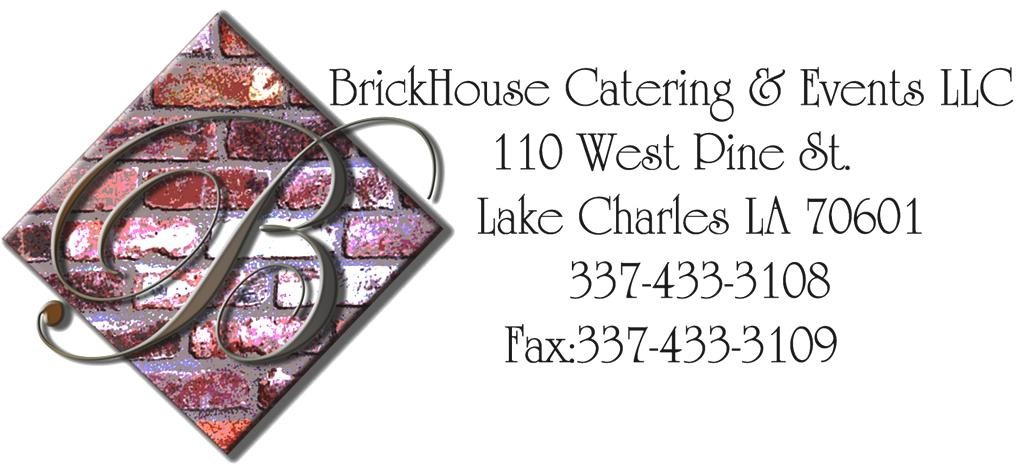 B
BrickHouse Catering & Events LLC
110 West Pine St.
Lake Charles LA 70601
337-433-3108
Fax:337-433-3109